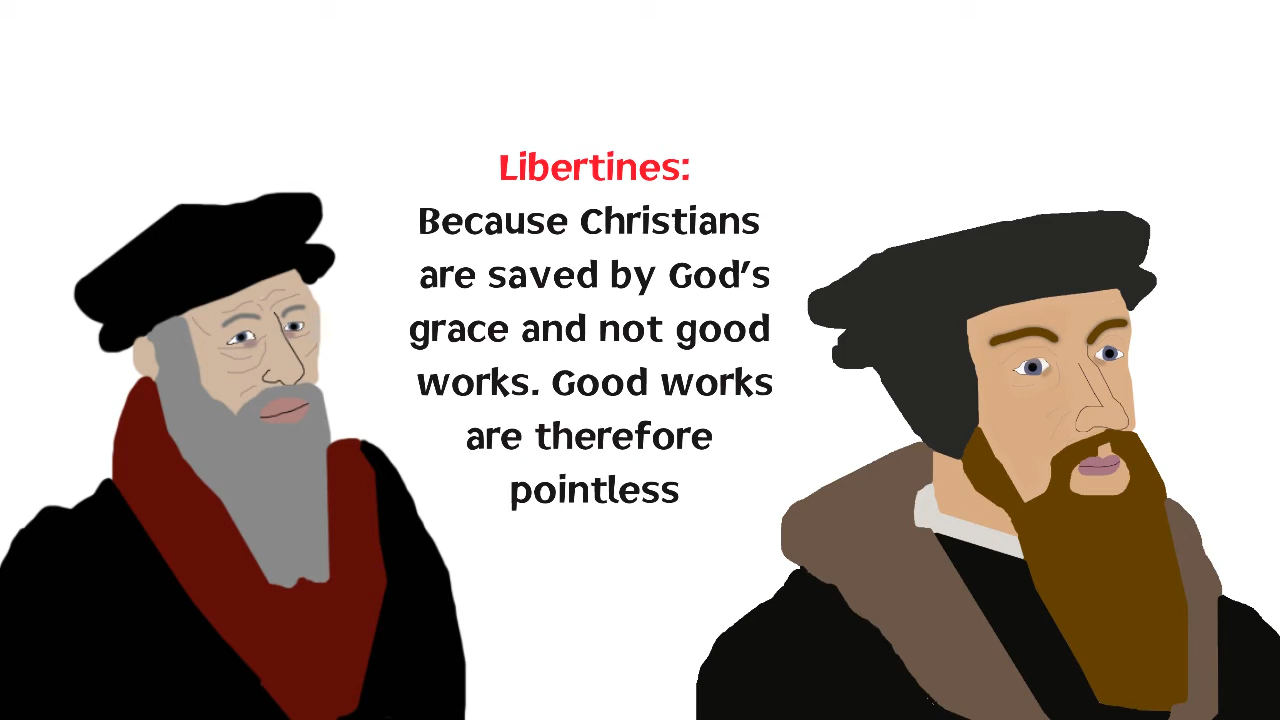 Libertines:
Because Christians
are saved by God's
grace and not good
works. Good works
are therefore
pointless